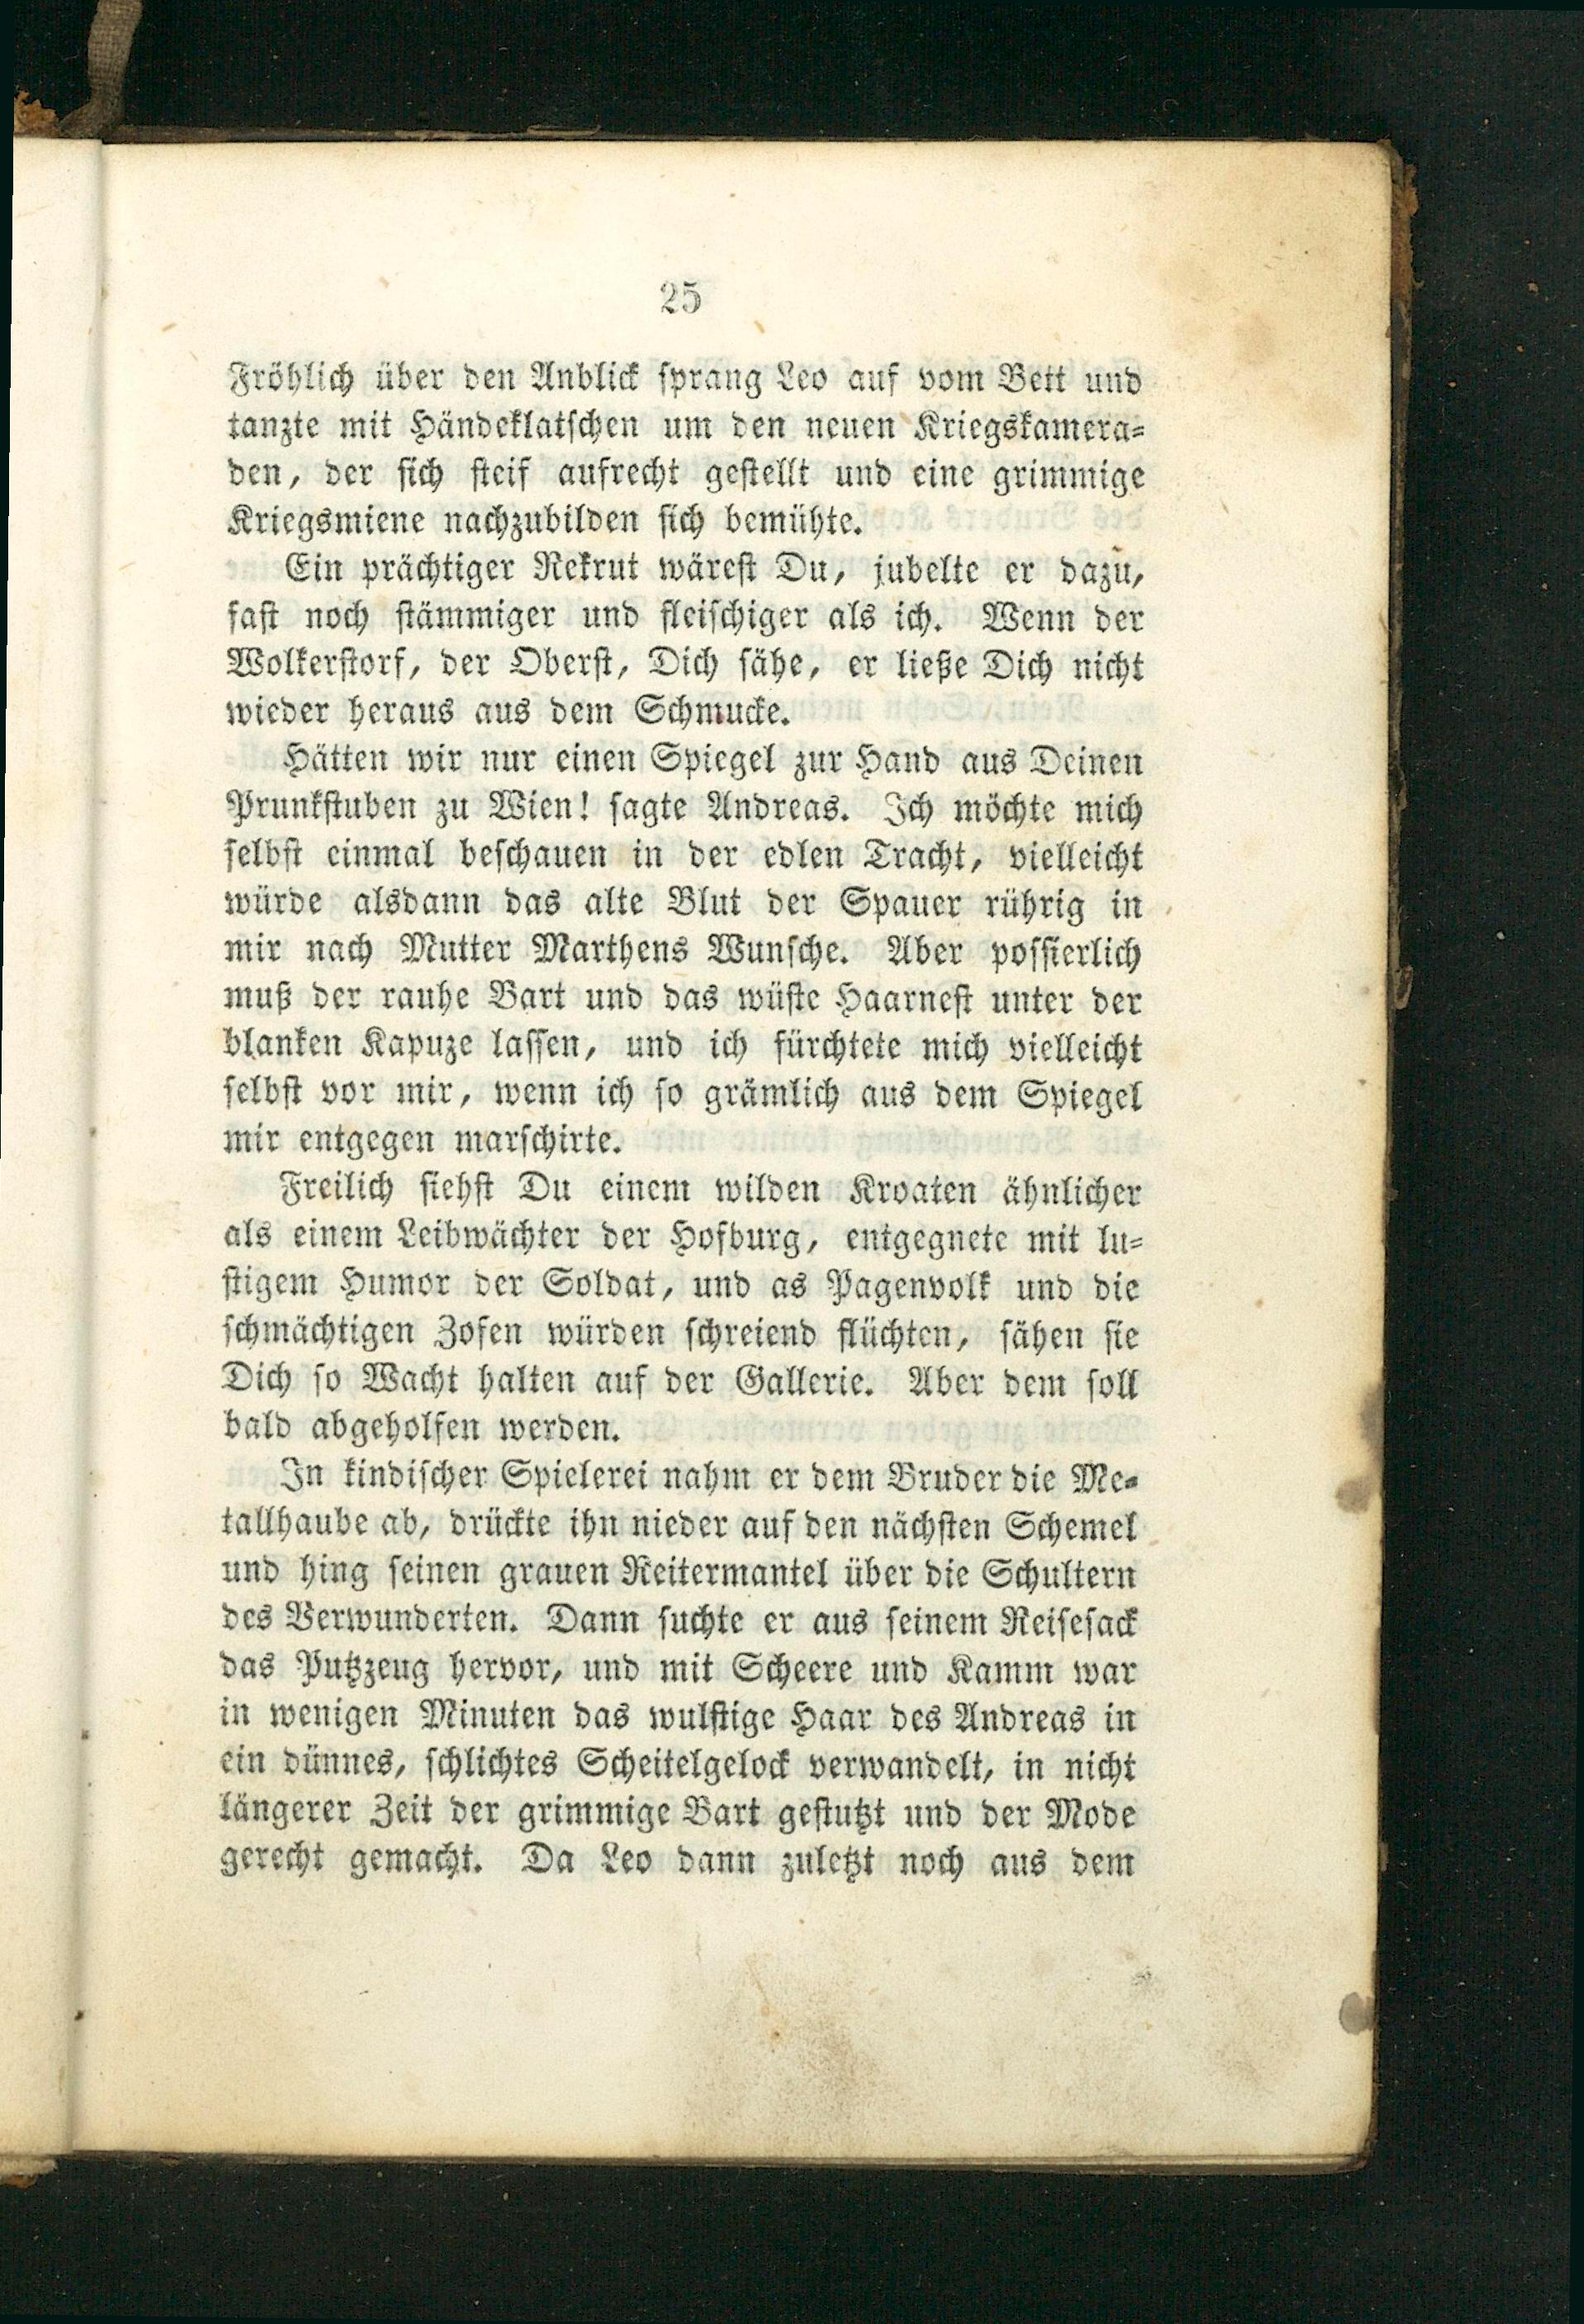 25
Fröhlich über den Anblick sprang Leo auf vom Bett und
tanzte mit Händeklatschen um den neuen Kriegskamera-
den, der sich steif aufrecht gestellt und eine grimmige
Kriegsmiene nachzubilden sich bemühte.
Ein prächtiger Rekrut wärest Du, jubelte er dazu,
fast noch stämmiger und fleischiger als ich. Wenn der
Wolkerstorf, der Oberst, Dich sähe, er ließe Dich nicht
wieder heraus aus dem Schmucke.
Hätten wir nur einen Spiegel zur Hand aus Deinen
Prunkstuben zu Wien! sagte Andreas. Ich möchte mich
selbst einmal beschauen in der edlen Tracht, vielleicht
würde alsdann das alte Blut der Spauer rührig in
mir nach Mutter Marthens Wunsche. Aber possierlich
muß der rauhe Bart und das wüste Haarnest unter der
blanken Kapuze lassen, und ich fürchtete mich vielleicht
selbst vor mir, wenn ich so grämlich aus dem Spiegel
mir entgegen marschirte.
Freilich siehst Du einem wilden Kroaten ähnlicher
als einem Leibwächter der Hofburg, entgegnete mit lu-
stigem Humor der Soldat, und as Pagenvolk und die
schmächtigen Zofen würden schreiend flüchten, sähen sie
Dich so Wacht halten auf der Gallerie. Aber dem soll
bald abgeholfen werden.
In kindischer Spielerei nahm er dem Bruder die Me-
tallhaube ab, drückte ihn nieder auf den nächsten Schemel
und hing seinen grauen Reitermantel über die Schultern
des Verwunderten. Dann suchte er aus seinem Reisesack
das Putzzeug hervor, und mit Scheere und Kamm war
in wenigen Minuten das wulstige Haar des Andreas in
ein dünnes, schlichtes Scheitelgelock verwandelt, in nicht
längerer Zeit der grimmige Bart gestutzt und der Mode
gerecht gemacht. Da Leo dann zuletzt noch aus dem